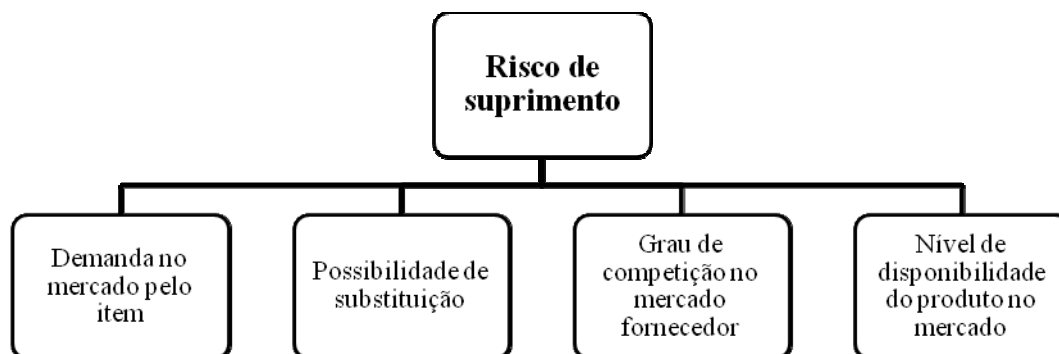 Risco de
suprimento
Demanda no
mercado pelo
item
Possibilidade de
substituição
Grau de
competição no
mercado
fornecedor
Nível de
disponibilidade
do produto no
mercado